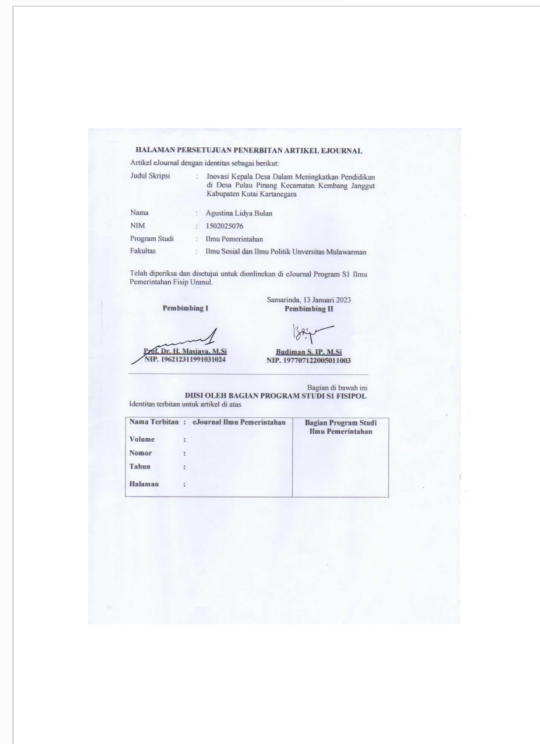 HALAMAN PERSETUJUAN PENERBITAN ARTIKEL EJOURNAL
Artikel eJournal dengan identitas sebagai berikut:
Judul Skripsi : Inovasi Kepala Desa Dalam Meningkatkan Pendidikan
di Desa Pulau Pinang Kecamatan Kembang Janggut
Kabupaten Kutai Kartanegara
Nama : Agustina Lidya Bulan
NIM : 1502025076
Program Studi : Ilmu Pemerintahan
Fakultas : Ilmu Sosial dan Ilmu Politik Unversitas Mulawarman
Telah diperiksa dan disetujui untuk dionlinekan di eJournal Program S1 Ilmu
Pemerintahan Fisip Unmul.
Samarinda, 13 Januari 2023
Pembimbing I Pembimbing II
Prof. Dr. H. Masjaya, M.Si Budiman S. IP, M.Si
NIP. 196212311991031024 NIP. 197707122005011003
Bagian di bawah ini
DIISI OLEH BAGIAN PROGRAM STUDI S1 FISIPOL
Identitas terbitan untuk artikel di atas
Nama Terbitan : eJournal Ilmu Pemerintahan Bagian Program Studi
Ilmu Pemerintahan
Volume :
Nomor :
Tahun :
Halaman :